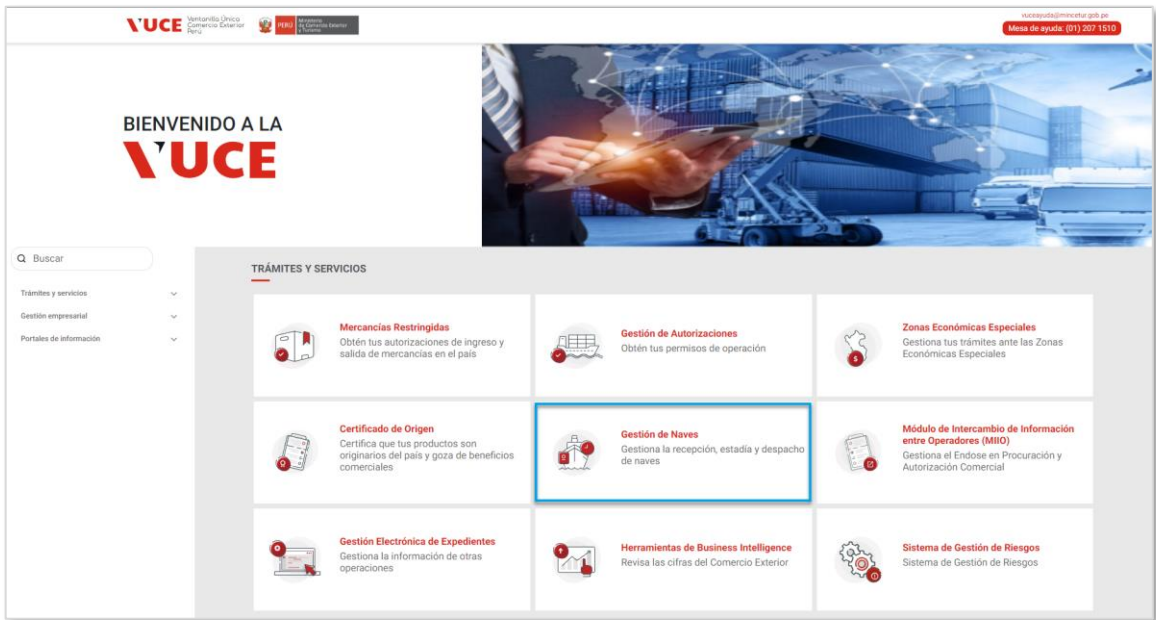 VUCE
Ventanilla Única
Comercio Exterior
Perú
PERÚ
Ministerio
de Comercio Exterior
y Turismo
vuceayuda@mincetur.gob.pe
Mesa de ayuda: (01) 207 1510
BIENVENIDO A LA
VUCE
Buscar
Trámites y servicios
Gestión empresarial
Portales de información
TRÁMITES Y SERVICIOS
Mercancías Restringidas
Obtén tus autorizaciones de ingreso y
salida de mercancías en el país
Gestión de Autorizaciones
Obtén tus permisos de operación
Zonas Económicas Especiales
Gestiona tus trámites ante las Zonas
Económicas Especiales
Certificado de Origen
Certifica que tus productos son
originarios del país y goza de beneficios
comerciales
Gestión de Naves
Gestiona la recepción, estadía y despacho
de naves
Módulo de Intercambio de Información
entre Operadores (MIIO)
Gestiona el Endose en Procuración y
Autorización Comercial
Gestión Electrónica de Expedientes
Gestiona la información de otras
operaciones
Herramientas de Business Intelligence
Revisa las cifras del Comercio Exterior
Sistema de Gestión de Riesgos
Sistema de Gestión de Riesgos